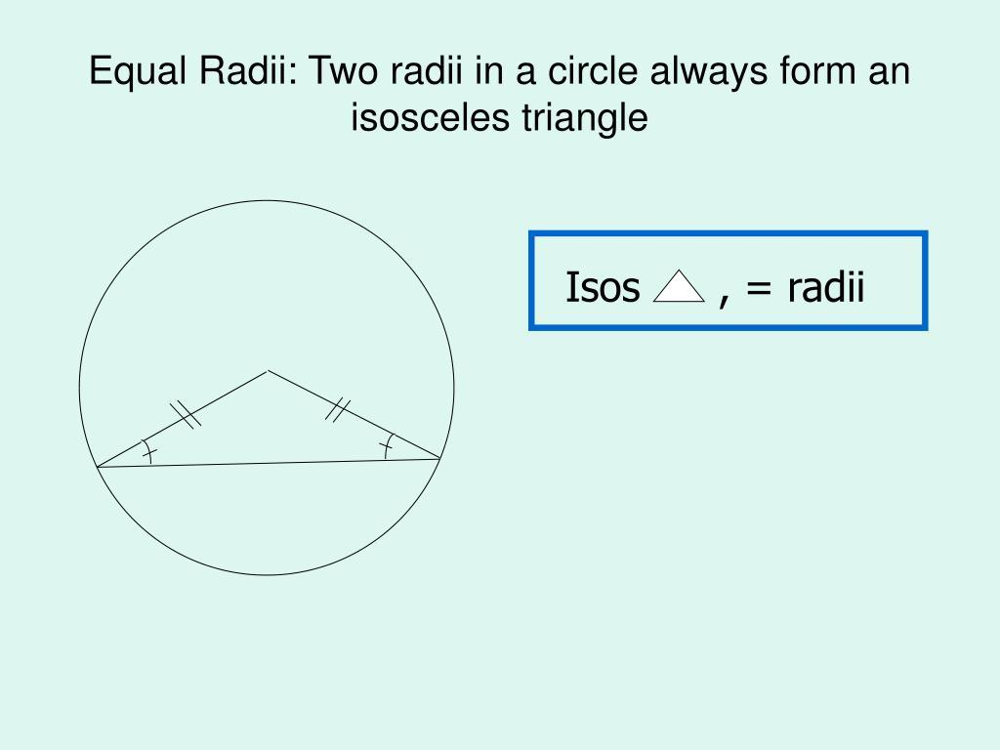 Equal Radii: Two radii in a circle always form an
isosceles triangle
Isos , = radii